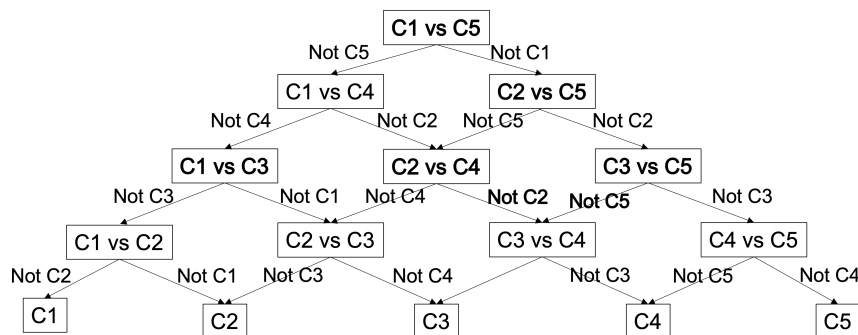 C1 vs C5
Not C5 Not C1
C1 vs C4 C2 vs C5
Not C4 Not C2 Not C5 Not C2
C1 vs C3 C2 vs C4 C3 vs C5
Not C3 Not C1 Not C4 Not C2 Not C5 Not C3
C1 vs C2 C2 vs C3 C3 vs C4 C4 vs C5
Not C2 Not C1 Not C3 Not C4 Not C3 Not C5 Not C4
C1 C2 C3 C4 C5